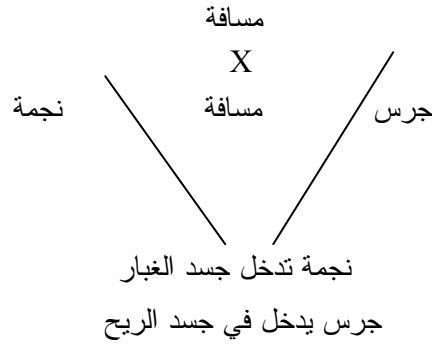 مسافة
X
جرس مسافة نجمة
نجمة تدخل جسد الغبار
جرس يدخل في جسد الريح